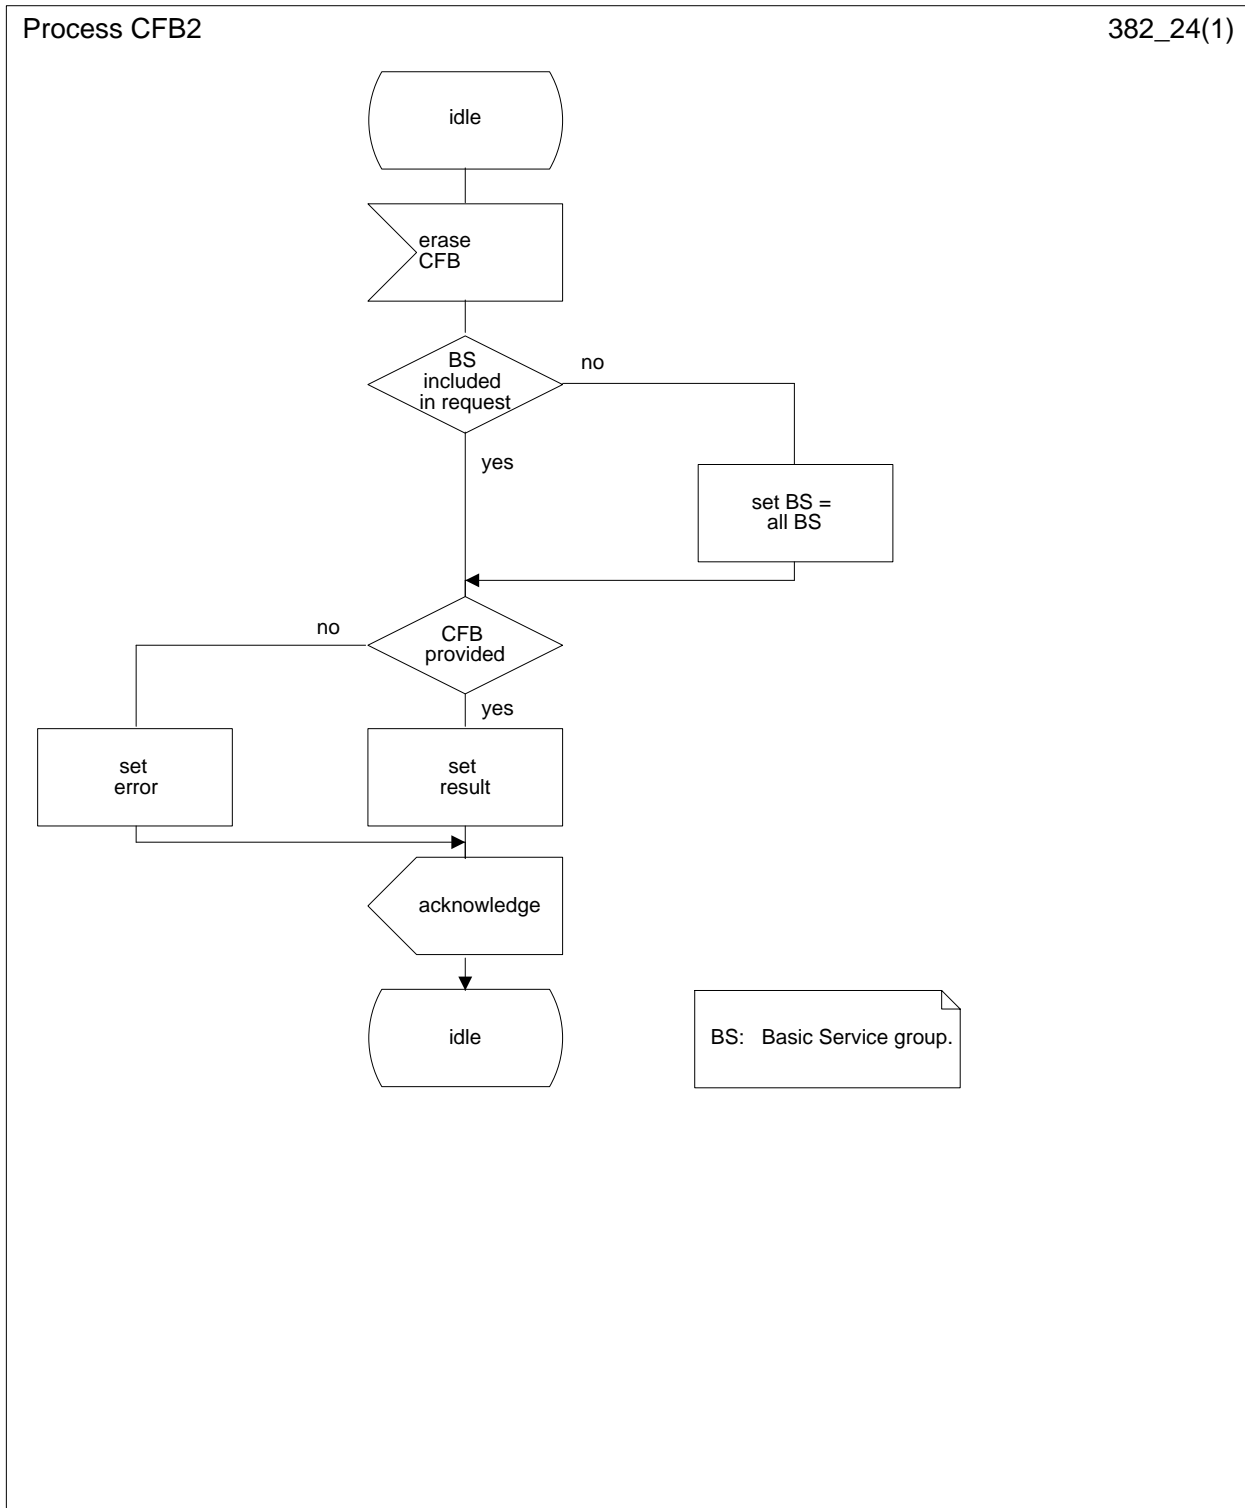 Process CFB2
382_24(1)
idle
erase
CFB
BS
included
in request
no
yes
set BS =
all BS
CFB
provided
no
yes
set
error
set
result
acknowledge
idle
BS: Basic Service group.